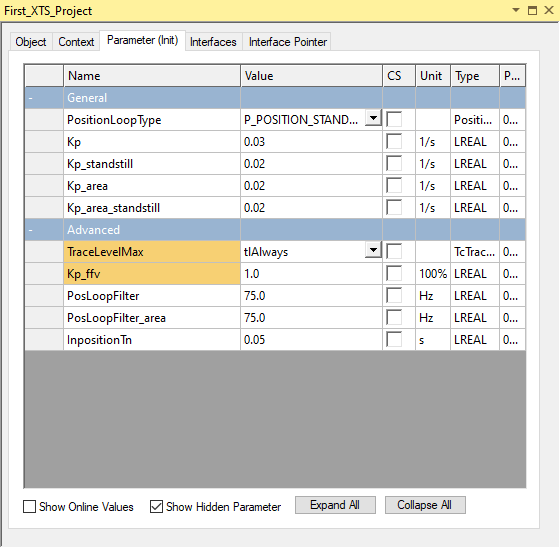 First_XTS_Project
Object Context Parameter (Init) Interfaces Interface Pointer
Name Value CS Unit Type P...
- General
PositionLoopType P_POSITION_STAND... Positi... 0...
Kp 0.03 1/s LREAL 0...
Kp_standstill 0.02 1/s LREAL 0...
Kp_area 0.02 1/s LREAL 0...
Kp_area_standstill 0.02 1/s LREAL 0...
- Advanced
TraceLevelMax tlAlways TcTrac... 0...
Kp_ffv 1.0 100% LREAL 0...
PosLoopFilter 75.0 Hz LREAL 0...
PosLoopFilter_area 75.0 Hz LREAL 0...
InpositionTn 0.05 s LREAL 0...
Show Online Values Show Hidden Parameter Expand All Collapse All